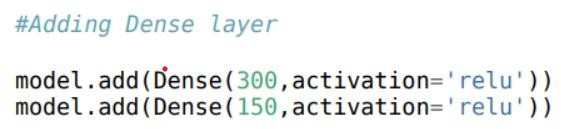 #Adding Dense layer
model.add(Dense(300,activation='relu'))
model.add(Dense(150,activation='relu'))